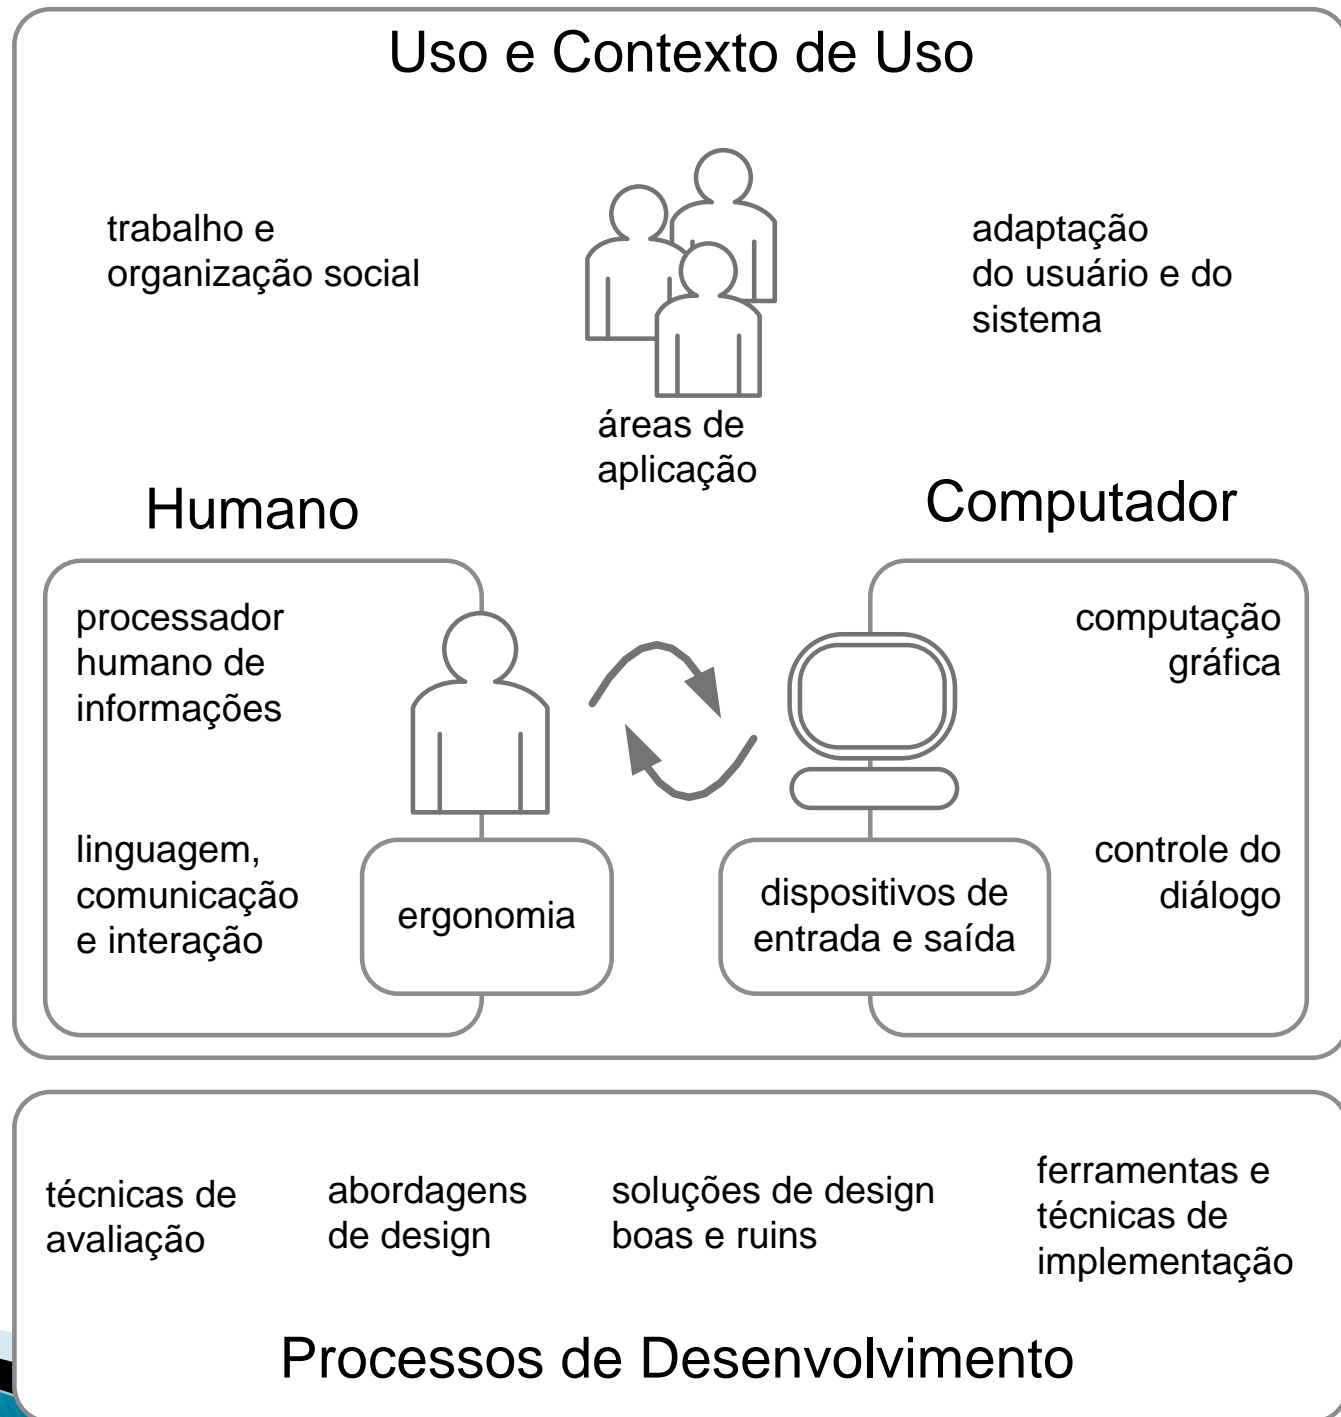 Uso e Contexto de Uso
trabalho e
organização social
adaptação
do usuário e do
sistema
áreas de
aplicação
Humano
Computador
processador
humano de
informações
computação
gráfica
linguagem,
comunicação
e interação
ergonomia
dispositivos de
entrada e saída
controle do
diálogo
técnicas de
avaliação
abordagens
de design
soluções de design
boas e ruins
ferramentas e
técnicas de
implementação
Processos de Desenvolvimento